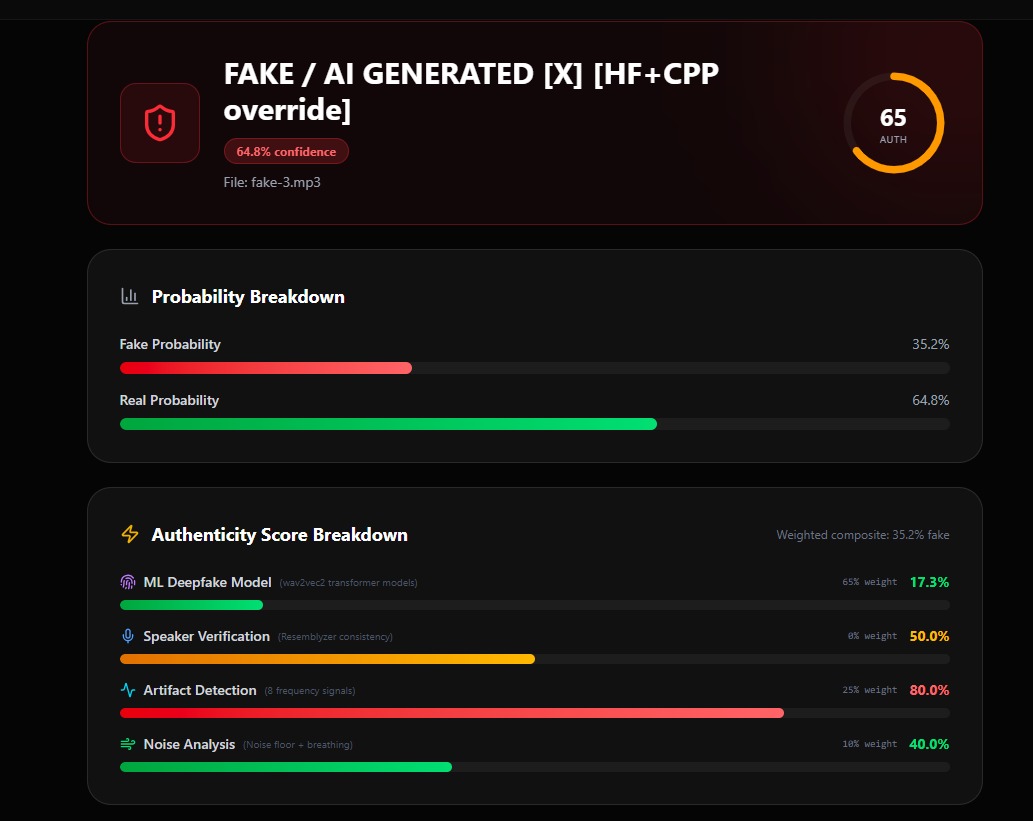 FAKE / AI GENERATED [X] [HF+CPP
override]
64.8% confidence
File: fake-3.mp3
65
AUTH
Probability Breakdown
Fake Probability 35.2%
Real Probability 64.8%
Authenticity Score Breakdown Weighted composite: 35.2% fake
ML Deepfake Model (wav2vec2 transformer models) 65% weight 17.3%
Speaker Verification (Resemblyzer consistency) 0% weight 50.0%
Artifact Detection (8 frequency signals) 25% weight 80.0%
Noise Analysis (Noise floor + breathing) 10% weight 40.0%